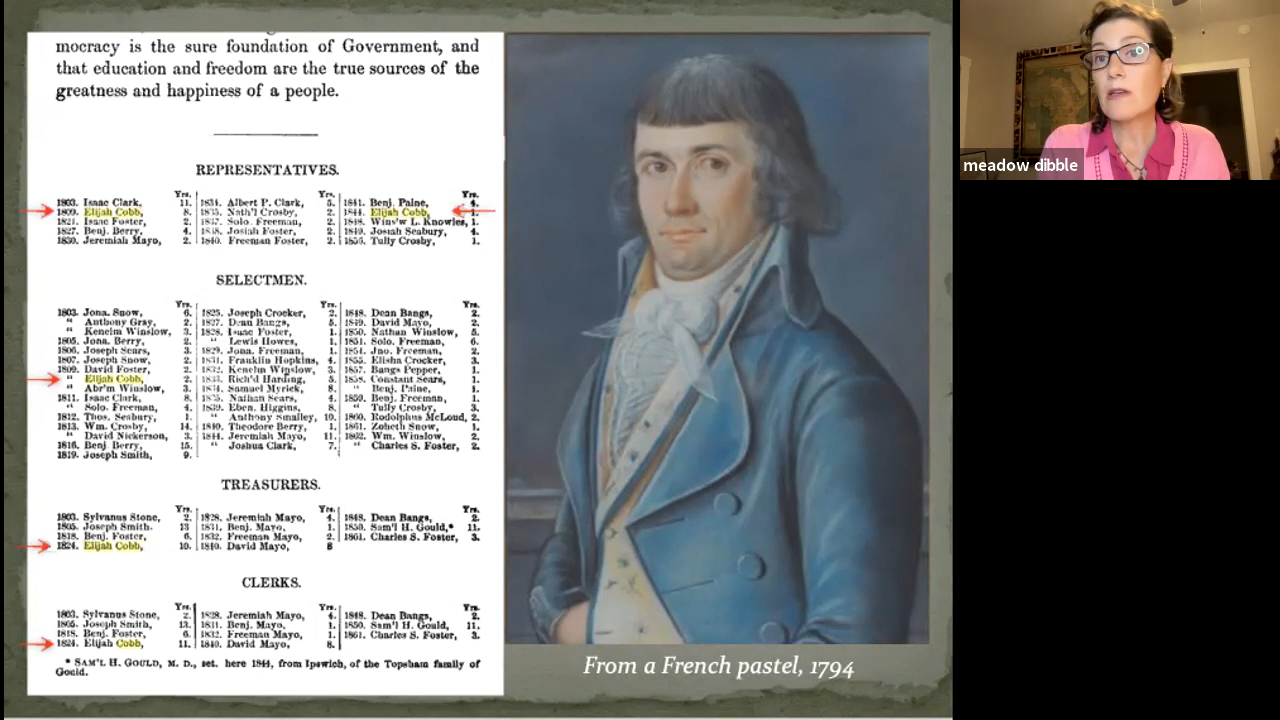 mocracy is the sure foundation of Government, and
that education and freedom are the true sources of the
greatness and happiness of a people.
REPRESENTATIVES.
Yrs. Yrs. Yrs.
1803. Isaac Clark, 11. 1834. Albert P. Clark, 5. 1841. Benj. Paine, 4.
1809. Elijah Cobb, 8. 1835. Nath'l Crosby, 2. 1844. Elijah Cobb, 1.
1821. Isaac Foster, 2. 1837. Solo. Freeman, 2. 1848. Wins'w L. Knowles, 1.
1827. Benj. Berry, 4. 1838. Josiah Foster, 2. 1849. Josiah Seabury, 4.
1830. Jeremiah Mayo, 2. 1840. Freeman Foster, 2. 1856. Tully Crosby, 1.
SELECTMEN.
Yrs. Yrs. Yrs.
1803. Jona. Snow, 6. 1825. Joseph Crocker, 2. 1848. Dean Bangs, 2.
" Anthony Gray, 2. 1827. Dean Bangs, 5. 1849. David Mayo, 2.
" Kenelm Winslow, 3. 1828. Isaac Foster, 1. 1850. Nathan Winslow, 5.
1805. Jona. Berry, 2. " Lewis Howes, 1. 1851. Solo. Freeman, 6.
1806. Joseph Sears, 3. 1829. Jona. Freeman, 1. 1854. Jno. Freeman, 2.
1807. Joseph Snow, 2. 1831. Franklin Hopkins, 4. 1855. Elisha Crocker, 3.
1809. David Foster, 2. 1832. Kenelm Winslow, 3. 1857. Bangs Pepper, 1.
" Elijah Cobb, 2. 1833. Rich'd Harding, 5. 1858. Constant Sears, 1.
" Abr'm Winslow, 3. 1834. Samuel Myrick, 8. " Benj. Paine, 1.
1811. Isaac Clark, 8. 1835. Nathan Sears, 4. 1859. Benj. Freeman, 1.
" Solo. Freeman, 4. 1839. Eben. Higgins, 8. " Tully Crosby, 3.
1812. Thos. Seabury, 1. " Anthony Smalley, 10. 1860. Rodolphus McLoud, 2.
1813. Wm. Crosby, 14. 1840. Theodore Berry, 1. 1861. Zoheth Snow, 1.
" David Nickerson, 3. 1844. Jeremiah Mayo, 11. 1862. Wm. Winslow, 2.
1816. Benj. Berry, 15. " Joshua Clark, 7. " Charles S. Foster, 2.
1819. Joseph Smith, 9.
TREASURERS.
1803. Sylvanus Stone, 2. 1828. Jeremiah Mayo, 4. 1848. Dean Bangs, 2.
1805. Joseph Smith. 13 1831. Benj. Mayo, 1. 1850. Sam'l H. Gould,* 11.
1818. Benj. Foster, 6. 1832. Freeman Mayo, 2. 1861. Charles S. Foster, 3.
1824. Elijah Cobb, 10. 1840. David Mayo, 8
CLERKS.
Yrs. Yrs. Yrs.
1803. Sylvanus Stone, 2. 1828. Jeremiah Mayo, 4. 1848. Dean Bangs, 2.
1805. Joseph Smith, 13. 1831. Benj. Mayo, 1. 1850. Sam'l H. Gould, 11.
1818. Benj. Foster, 6. 1832. Freeman Mayo, 1. 1861. Charles S. Foster, 3.
1824. Elijah Cobb, 11. 1840. David Mayo, 8.
* SAM'L H. GOULD, M. D., set. here 1844, from Ipswich, of the Topsham family of
Gould.
From a French pastel, 1794
meadow dibble